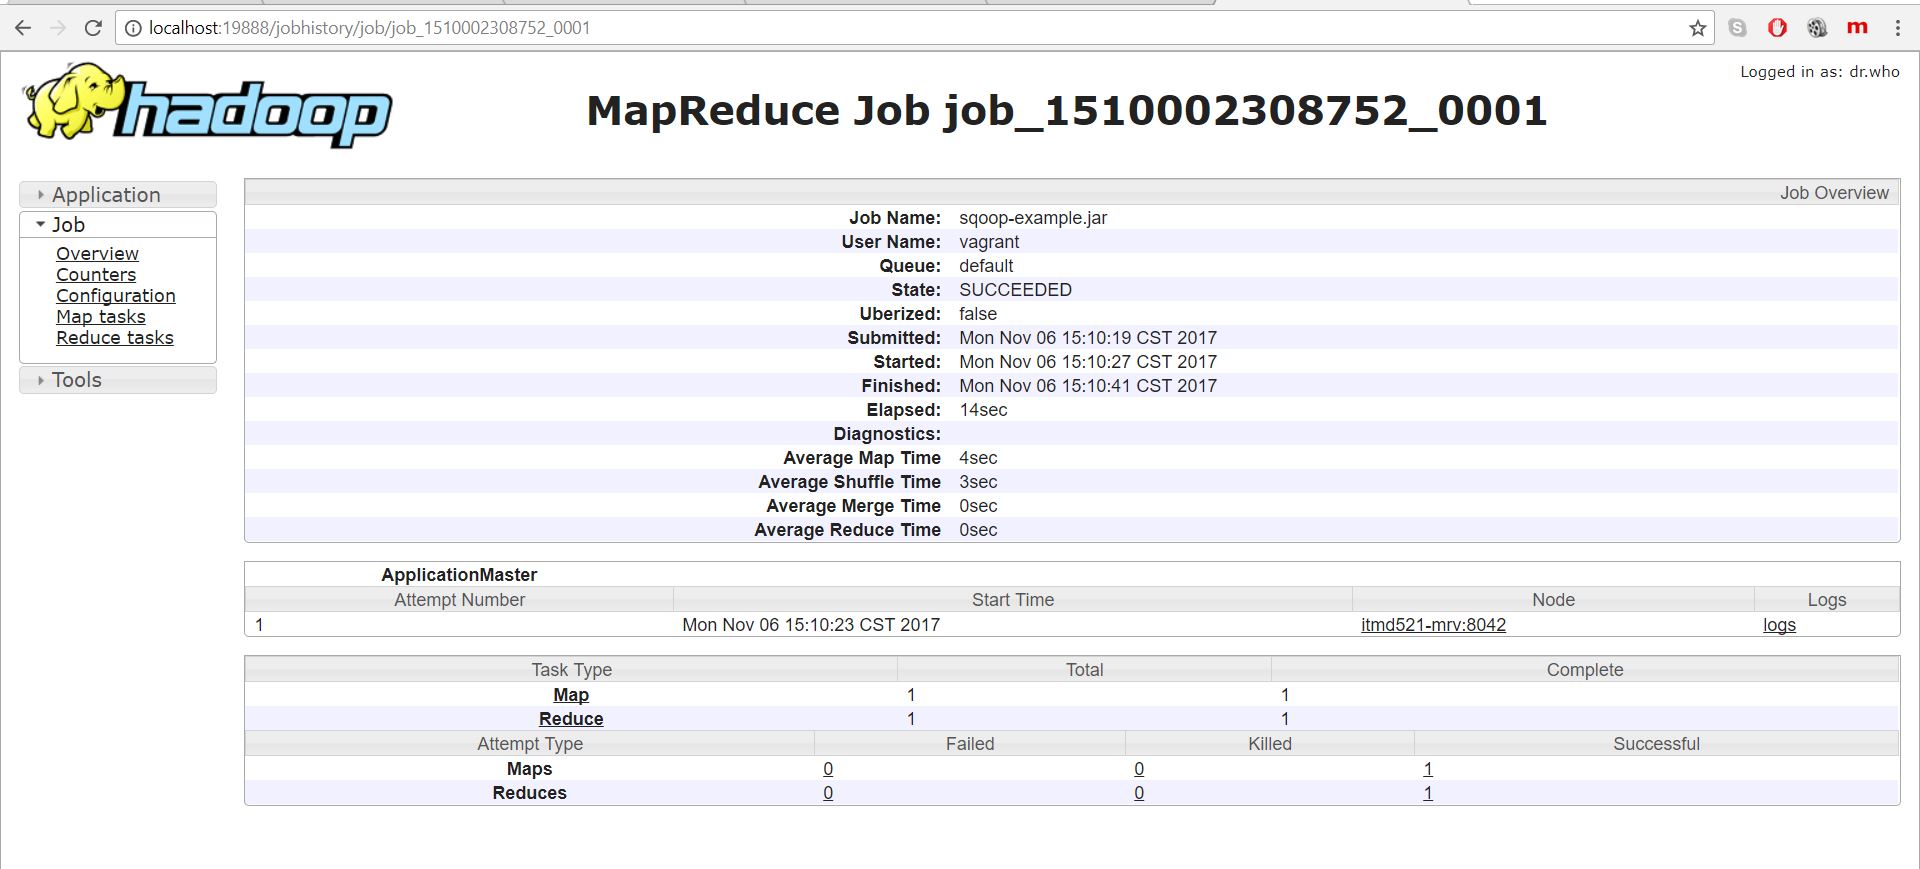 localhost:19888/jobhistory/job/job_1510002308752_0001
m
Logged in as: dr.who
hadoop
MapReduce Job job_1510002308752_0001
Application
Job
Overview
Counters
Configuration
Map tasks
Reduce tasks
Tools
Job Overview
Job Name: sqoop-example.jar
User Name: vagrant
Queue: default
State: SUCCEEDED
Uberized: false
Submitted: Mon Nov 06 15:10:19 CST 2017
Started: Mon Nov 06 15:10:27 CST 2017
Finished: Mon Nov 06 15:10:41 CST 2017
Elapsed: 14sec
Diagnostics:
Average Map Time 4sec
Average Shuffle Time 3sec
Average Merge Time 0sec
Average Reduce Time 0sec
ApplicationMaster
Attempt Number Start Time Node Logs
1 Mon Nov 06 15:10:23 CST 2017 itmd521-mrv:8042 logs
Task Type Total Complete
Map 1 1
Reduce 1 1
Attempt Type Failed Killed Successful
Maps 0 0 1
Reduces 0 0 1